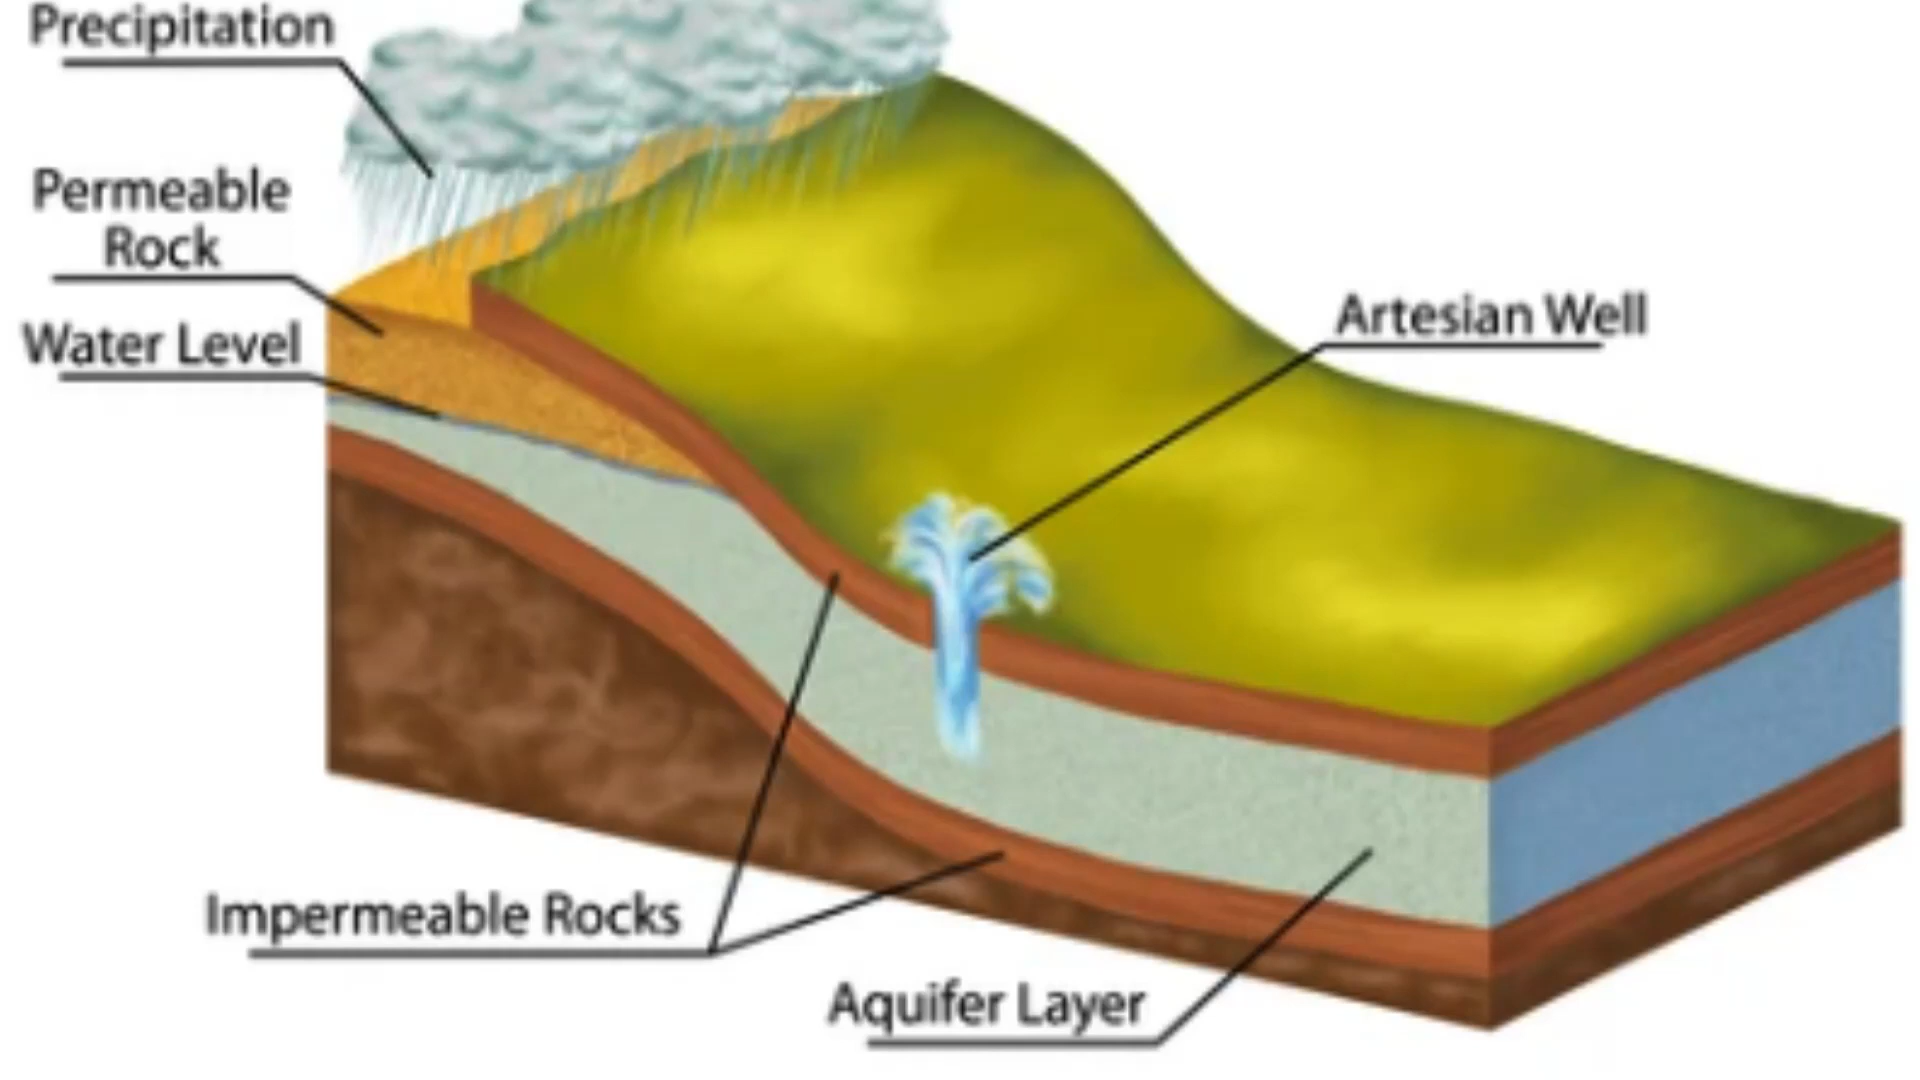 Precipitation
Permeable
Rock
Water Level
Artesian Well
Impermeable Rocks
Aquifer Layer